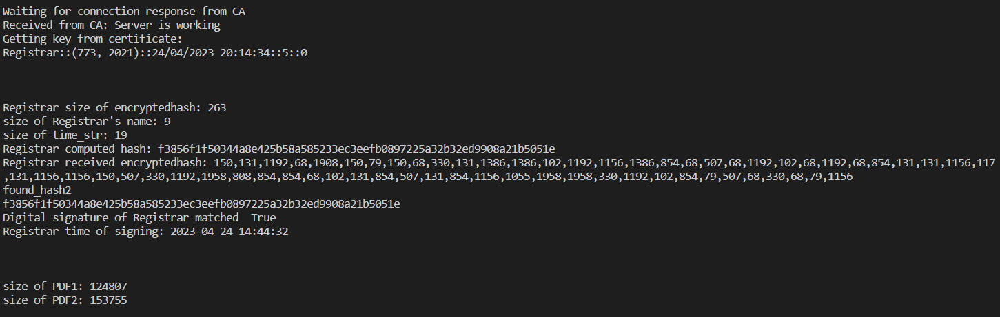 Waiting for connection response from CA
Received from CA: Server is working
Getting key from certificate:
Registrar::(773, 2021)::24/04/2023 20:14:34::5::0
Registrar size of encryptedhash: 263
size of Registrar's name: 9
size of time_str: 19
Registrar computed hash: f3856f1f50344a8e425b58a585233ec3eefb0897225a32b32ed9908a21b5051e
Registrar received encryptedhash: 150,131,1192,68,1908,150,79,150,68,330,131,1386,1386,102,1192,1156,1386,854,68,507,68,1192,102,68,1192,68,854,131,131,1156,117
,131,1156,1156,150,507,330,1192,1958,808,854,854,68,102,131,854,507,131,854,1156,1055,1958,1958,330,1192,102,854,79,507,68,330,68,79,1156
found_hash2
f3856f1f50344a8e425b58a585233ec3eefb0897225a32b32ed9908a21b5051e
Digital signature of Registrar matched  True
Registrar time of signing: 2023-04-24 14:44:32
size of PDF1: 124807
size of PDF2: 153755